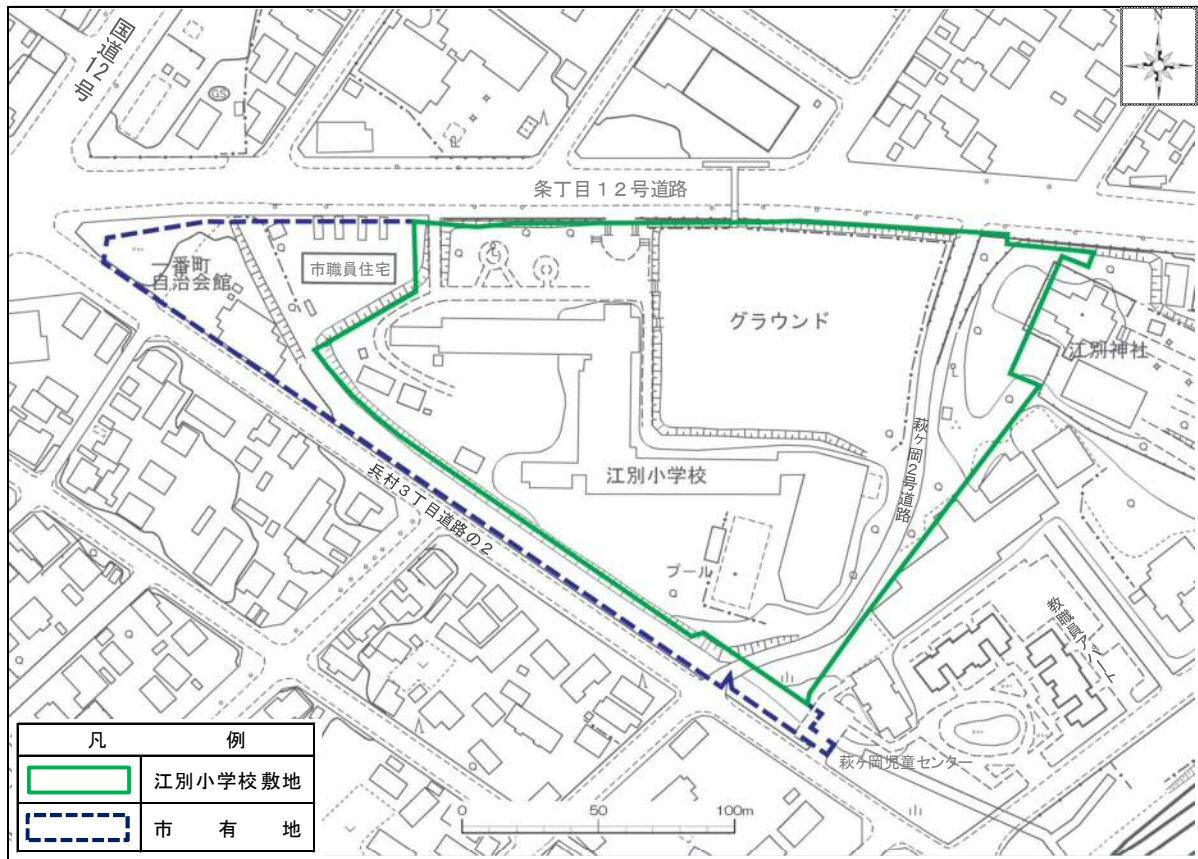 国道12号
N
GS
条丁目12号道路
一番町
自治会館
市職員住宅
グラウンド
江別神社
江別小学校
萩ヶ岡2号道路
兵村3丁目道路の2
プール
教職員アパート
萩ヶ岡児童センター
凡 例
江別小学校敷地
市 有 地
0 50 100m